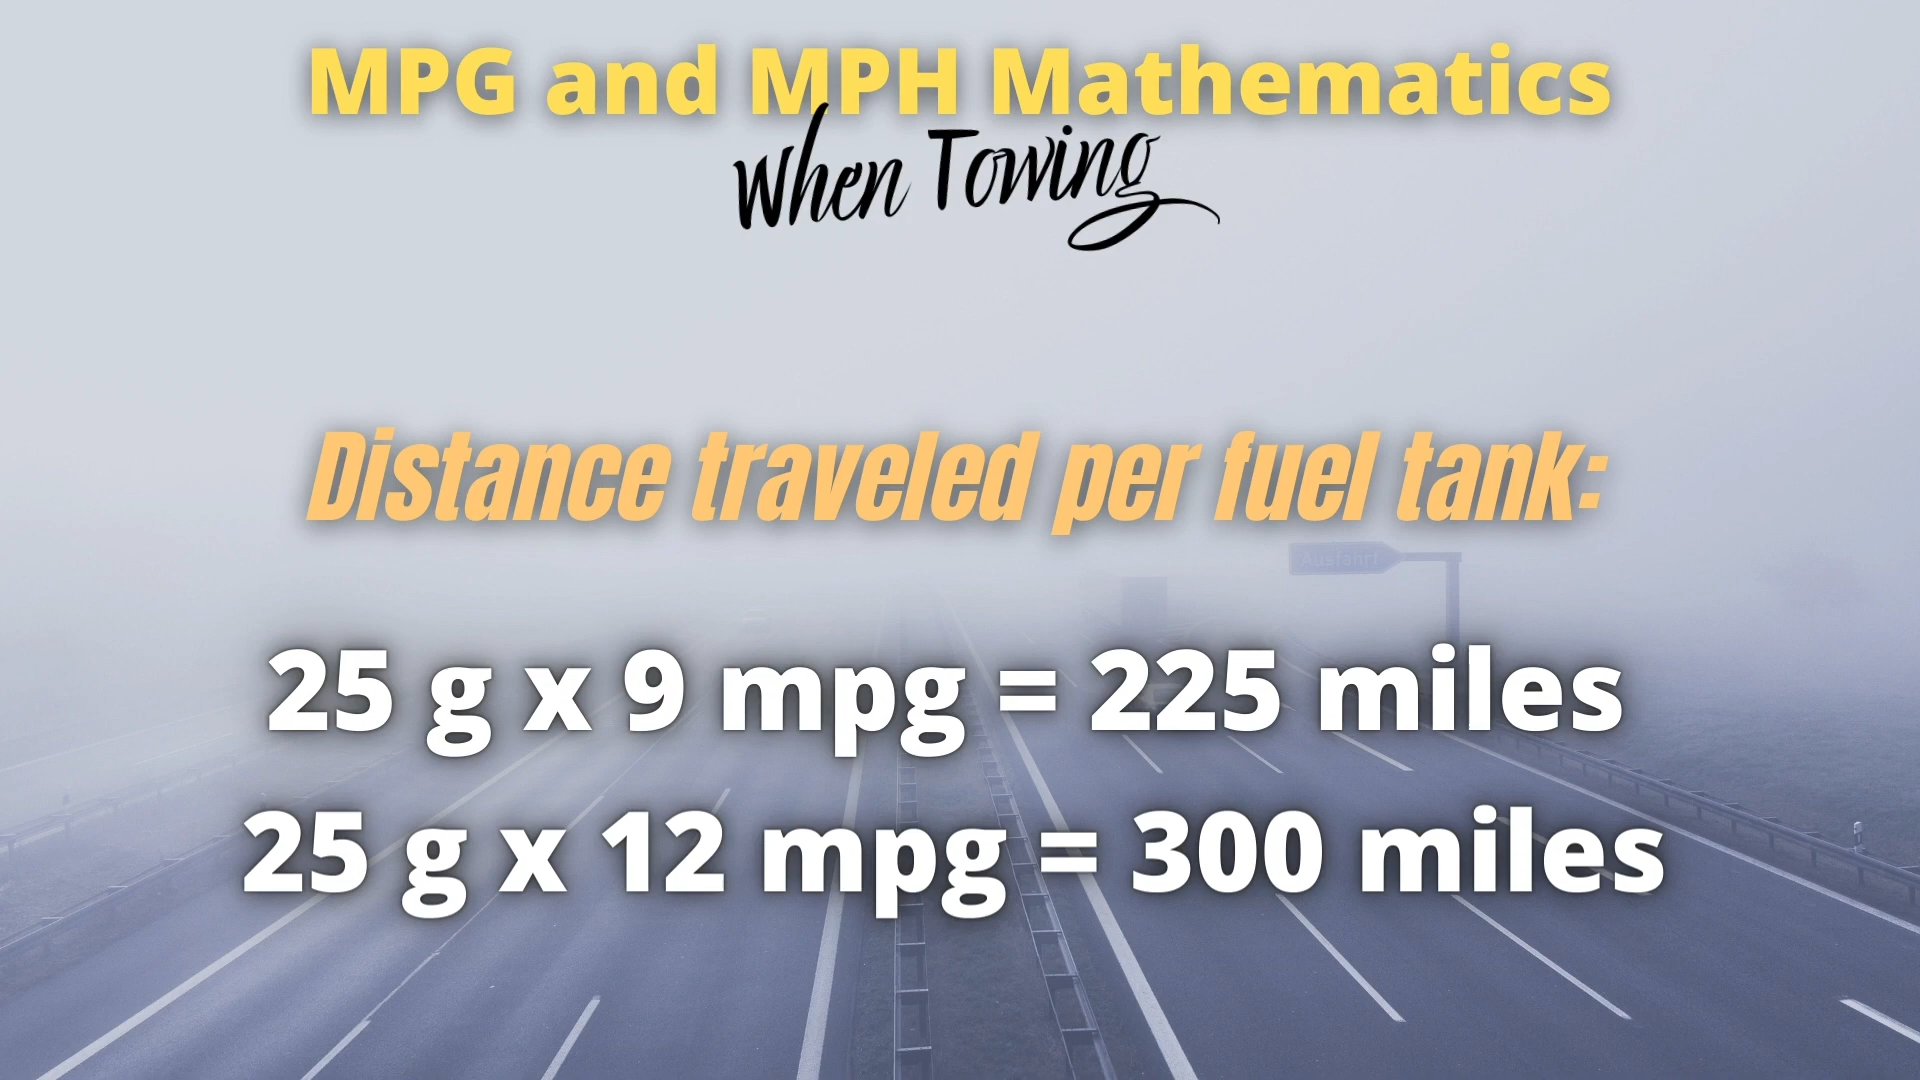 MPG and MPH Mathematics
When Towing
Distance traveled per fuel tank:
Ausfahrt
25 g x 9 mpg = 225 miles
25 g x 12 mpg = 300 miles